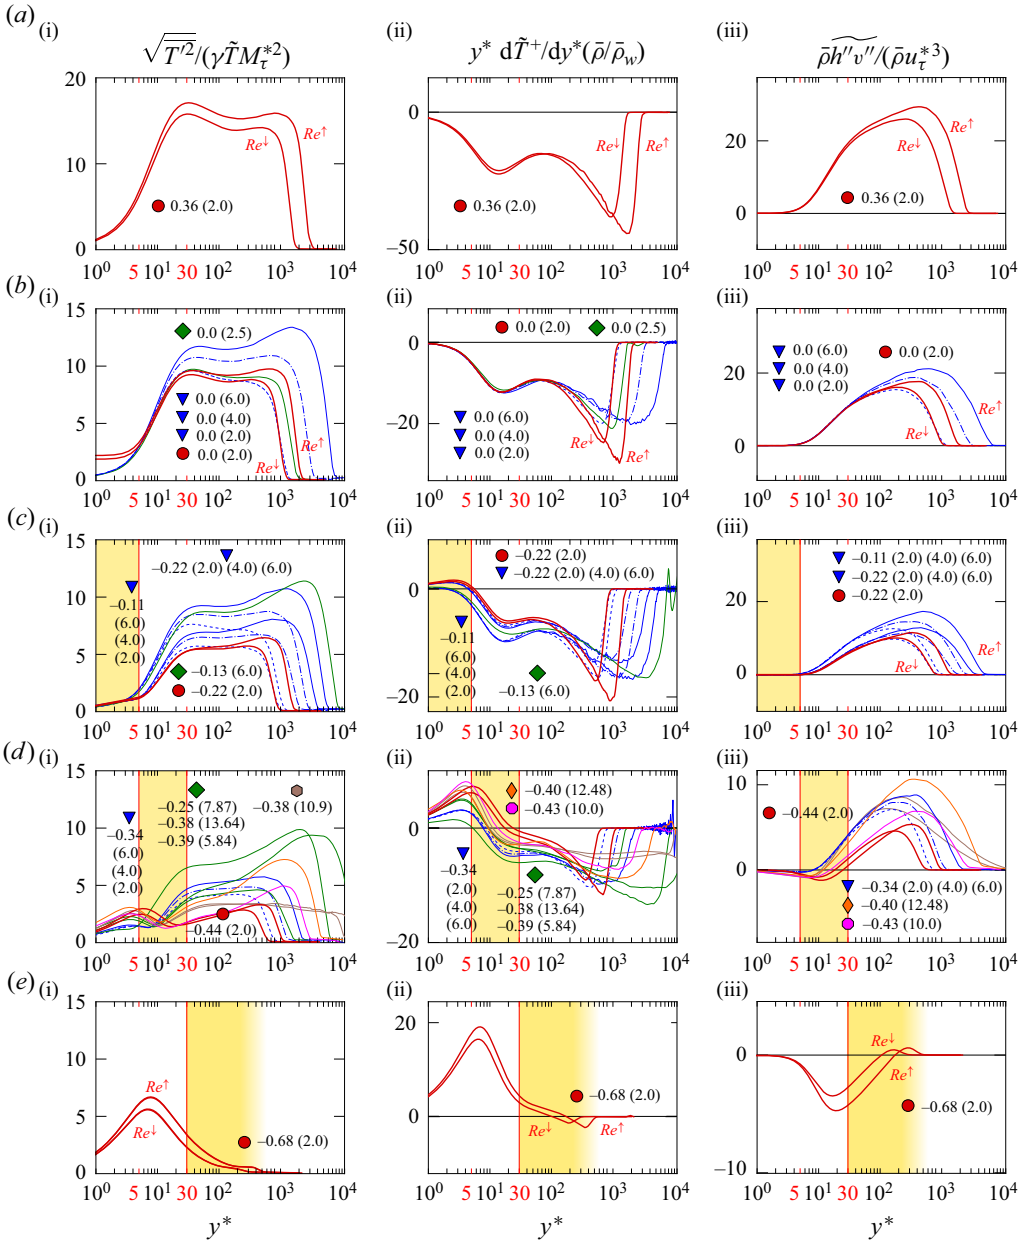 (a) (i) (ii) (iii)
√T′² / (γT̃M*²τ)
y* dT̃⁺/dy*(ρ̄/ρ̄w)
ρ̄h″v″/(ρ̄u*³τ)
20
15
10
0
Re↓
Re↑
0.36 (2.0)
10⁰ 5 10¹ 30 10² 10³ 10⁴
0
−50
Re↓
Re↑
0.36 (2.0)
10⁰ 5 10¹ 30 10² 10³ 10⁴
20
0
Re↑
Re↓
0.36 (2.0)
10⁰ 5 10¹ 30 10² 10³ 10⁴
(b) (i) (ii) (iii)
15
10
5
0
0.0 (2.5)
0.0 (6.0)
0.0 (4.0)
0.0 (2.0)
0.0 (2.0)
Re↓
Re↑
10⁰ 5 10¹ 30 10² 10³ 10⁴
0
−20
0.0 (2.0)
0.0 (2.5)
0.0 (6.0)
0.0 (4.0)
0.0 (2.0)
Re↓
Re↑
10⁰ 5 10¹ 30 10² 10³ 10⁴
20
0
0.0 (6.0)
0.0 (4.0)
0.0 (2.0)
0.0 (2.0)
Re↑
Re↓
10⁰ 5 10¹ 30 10² 10³ 10⁴
(c) (i) (ii) (iii)
15
10
5
0
−0.22 (2.0) (4.0) (6.0)
−0.11
(6.0)
(4.0)
(2.0)
−0.13 (6.0)
−0.22 (2.0)
10⁰ 5 10¹ 30 10² 10³ 10⁴
0
−20
−0.22 (2.0)
−0.22 (2.0) (4.0) (6.0)
−0.11
(6.0)
(4.0)
(2.0)
−0.13 (6.0)
10⁰ 5 10¹ 30 10² 10³ 10⁴
20
0
−0.11 (2.0) (4.0) (6.0)
−0.22 (2.0) (4.0) (6.0)
−0.22 (2.0)
Re↑
Re↓
10⁰ 5 10¹ 30 10² 10³ 10⁴
(d) (i) (ii) (iii)
15
10
5
0
−0.34
(6.0)
(4.0)
(2.0)
−0.25 (7.87)
−0.38 (13.64)
−0.39 (5.84)
−0.38 (10.9)
−0.44 (2.0)
10⁰ 5 10¹ 30 10² 10³ 10⁴
0
−20
−0.40 (12.48)
−0.43 (10.0)
−0.34
(2.0)
(4.0)
(6.0)
−0.25 (7.87)
−0.38 (13.64)
−0.39 (5.84)
10⁰ 5 10¹ 30 10² 10³ 10⁴
10
0
−0.44 (2.0)
−0.34 (2.0) (4.0) (6.0)
−0.40 (12.48)
−0.43 (10.0)
10⁰ 5 10¹ 30 10² 10³ 10⁴
(e) (i) (ii) (iii)
15
10
5
0
Re↑
Re↓
−0.68 (2.0)
10⁰ 5 10¹ 30 10² 10³ 10⁴
y*
20
0
−0.68 (2.0)
Re↓
Re↑
10⁰ 5 10¹ 30 10² 10³ 10⁴
y*
0
−10
Re↓
Re↑
−0.68 (2.0)
10⁰ 5 10¹ 30 10² 10³ 10⁴
y*